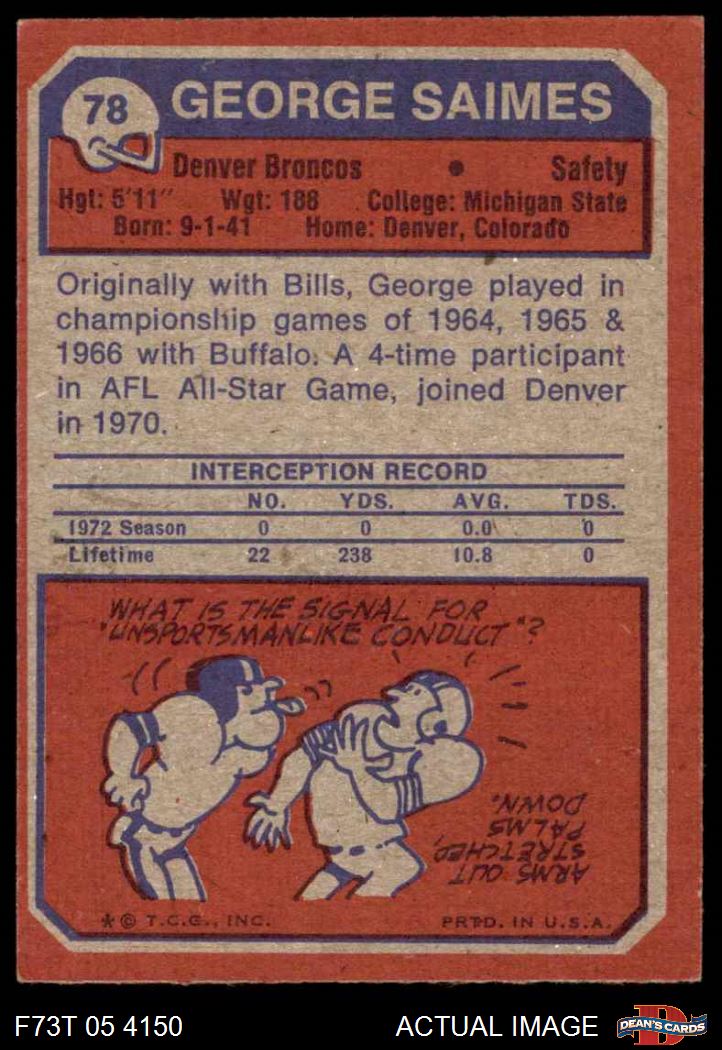 78
GEORGE SAIMES
Denver Broncos • Safety
Hgt: 5'11" Wgt: 188 College: Michigan State
Born: 9-1-41 Home: Denver, Colorado
Originally with Bills, George played in
championship games of 1964, 1965 &
1966 with Buffalo. A 4-time participant
in AFL All-Star Game, joined Denver
in 1970.
INTERCEPTION RECORD
NO. YDS. AVG. TDS.
1972 Season 0 0 0.0 0
Lifetime 22 238 10.8 0
WHAT IS THE SIGNAL FOR
"UNSPORTSMANLIKE CONDUCT"?
ARMS OUT
STRETCHED,
PALMS
DOWN.
* © T.C.G., INC. PRTD. IN U.S.A.
F73T 05 4150 ACTUAL IMAGE
D
DEAN'S CARDS